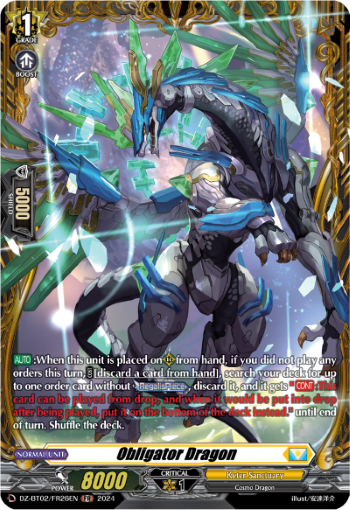 1
GRADE
BOOST
5000
SHIELD
AUTO :When this unit is placed on from hand, if you did not play any
orders this turn, [discard a card from hand], search your deck for up
to one order card without "RegalisPiece", discard it, and it gets "CONT:This
card can be played from drop, and when it would be put into drop
after being played, put it on the bottom of the deck instead." until end
of turn. Shuffle the deck.
NORMAL UNIT
Obligator Dragon
POWER 8000
CRITICAL
1
Keter Sanctuary
Cosmo Dragon
DZ-BT02/FR26EN FR 2024
illust/安達洋介